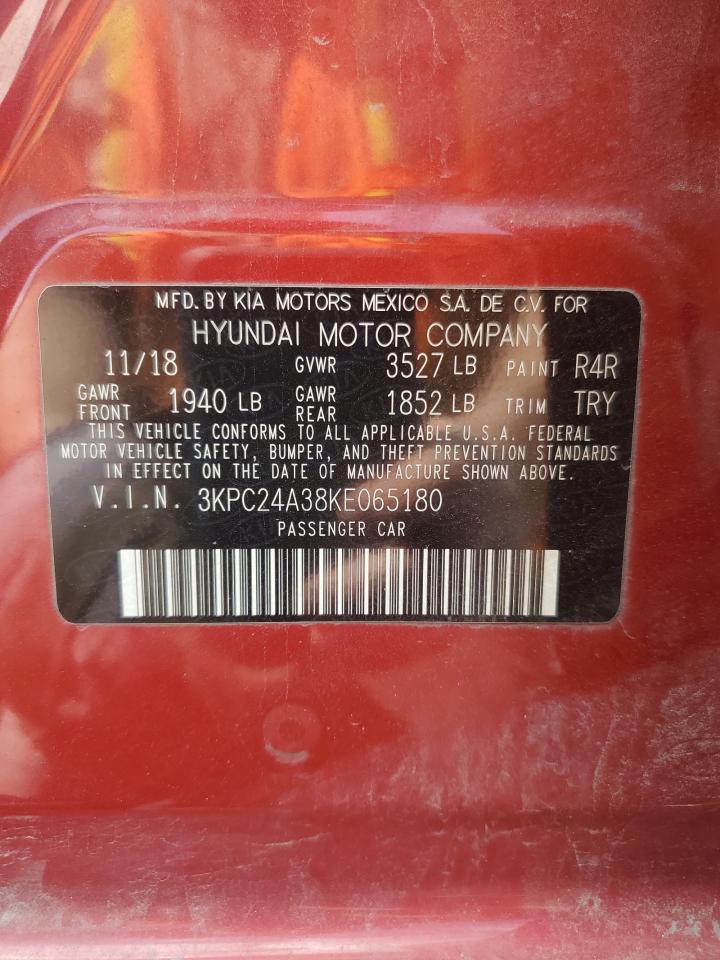 MFD. BY KIA MOTORS MEXICO S.A. DE C.V. FOR
HYUNDAI MOTOR COMPANY
11/18 GVWR 3527 LB PAINT R4R
GAWR FRONT 1940 LB GAWR REAR 1852 LB TRIM TRY
THIS VEHICLE CONFORMS TO ALL APPLICABLE U.S.A. FEDERAL
MOTOR VEHICLE SAFETY, BUMPER, AND THEFT PREVENTION STANDARDS
IN EFFECT ON THE DATE OF MANUFACTURE SHOWN ABOVE.
V.I.N. 3KPC24A38KE065180
PASSENGER CAR